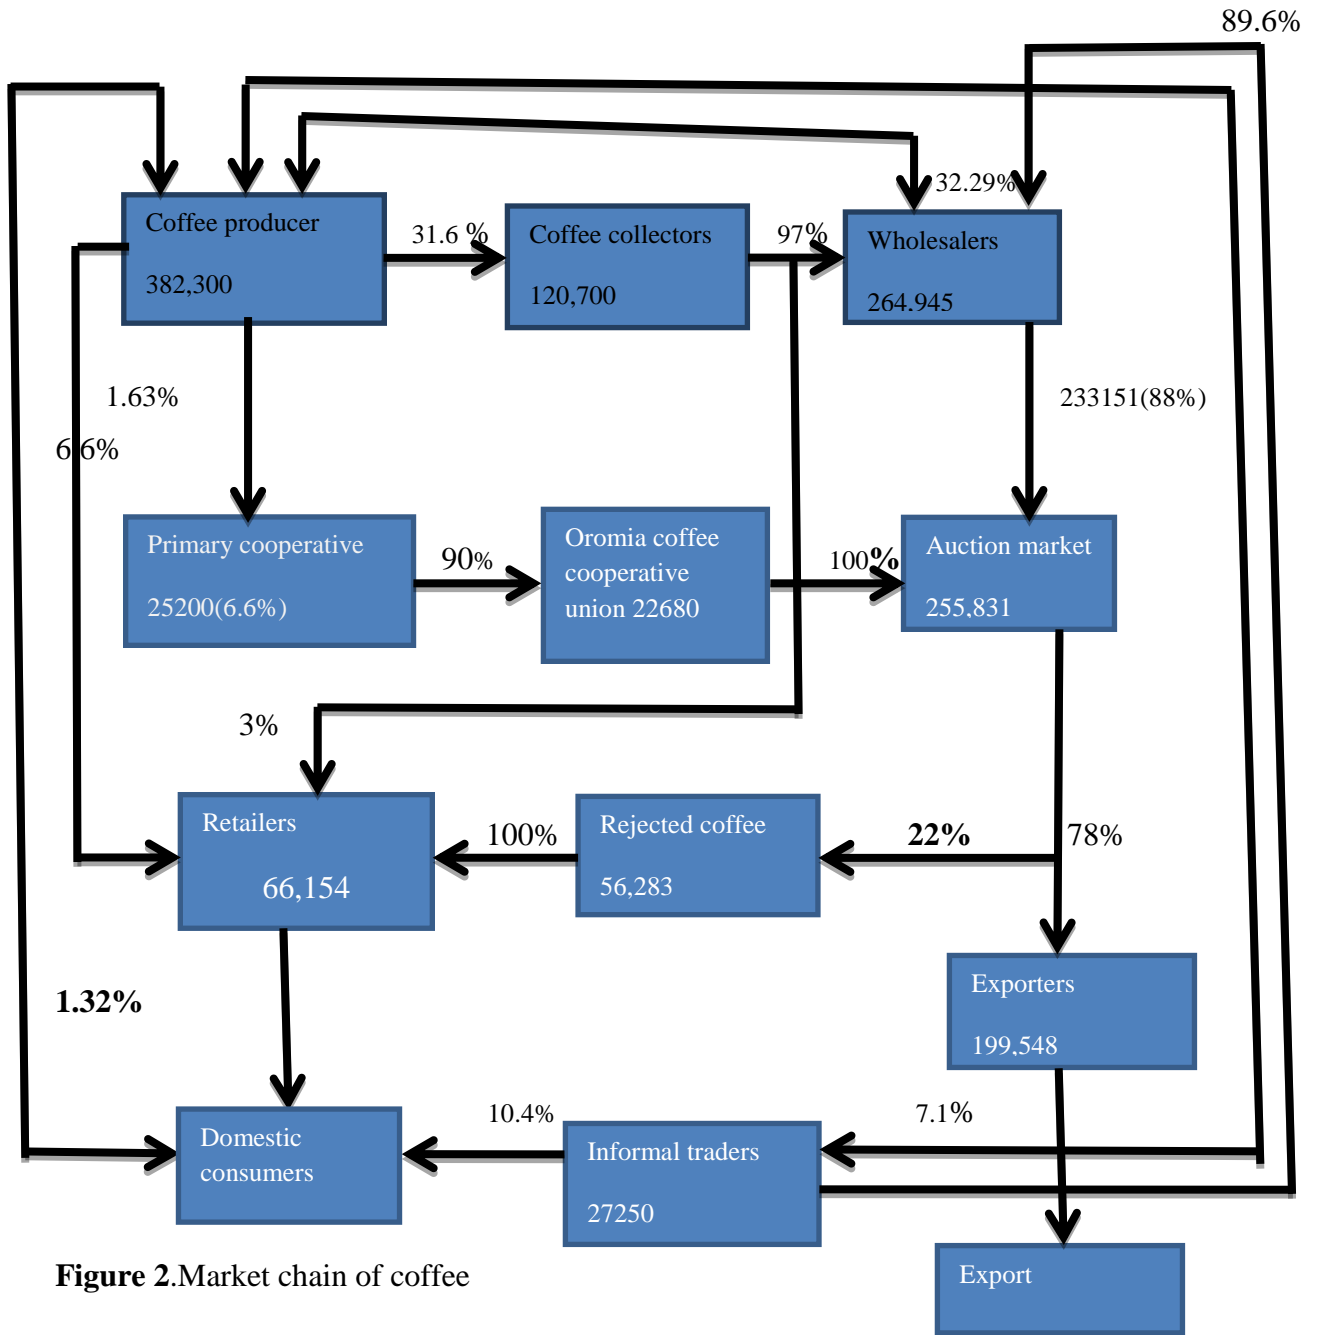 89.6%
32.29%
Coffee producer
382,300
31.6 %
Coffee collectors
120,700
97%
Wholesalers
264,945
1.63%
6.6%
233151(88%)
Primary cooperative
25200(6.6%)
90%
Oromia coffee
cooperative
union 22680
100%
Auction market
255,831
3%
Retailers
66,154
100%
Rejected coffee
56,283
22%
78%
Exporters
199,548
1.32%
Domestic
consumers
10.4%
Informal traders
27250
7.1%
Export
Figure 2.Market chain of coffee